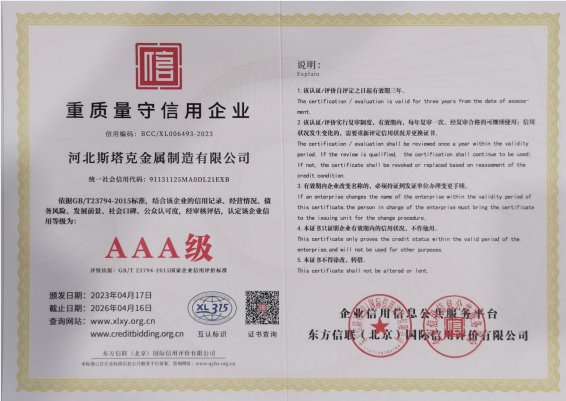 信
重质量守信用企业
信用编码：BCC/XL006493-2023
河北斯塔克金属制造有限公司
统一社会信用代码：91131125MA0DL21EXB
依据GB/T23794-2015标准，结合该企业的信用记录、经营情况、债
务风险、发展前景、社会口碑、公众认可度，经审核评估，认定该企业信
用等级为：
AAA级
评级依据：GB/T 23794-2015国家企业信用评价标准
颁发日期：2023年04月17日
截止日期：2026年04月16日
查询网站：www.xlxy.org.cn
www.creditbidding.org.cn
XL 315
互认标识
证书查询
东方信联（北京）国际信用评价有限公司
说明：
Explain
1. 该认证/评价自评定之日起有效期三年。
The certification / evaluation is valid for three years from the date of assess-
ment.
2. 该认证/评价实行复审制度，有效期内，每年复审一次。经复审合格的可继续使用；信用
状况发生变化的，需要重新评定信用状况并更换证书。
The certification / evaluation shall be reviewed once a year within the validity
period. If the review is qualified, the certification shall continue to be used;
If not, the certificate shall be revoked or replaced based on reassessment of the
credit condition.
3. 有效期内企业改变名称的，必须持证到发证单位办理变更手续。
If an enterprise changes the name of the enterprise within the validity period of
this certificate,the person in charge of the enterprise must bring the certificate
to the issuing unit for the change procedure.
4. 本证书只证明企业有效期内的信用状况，不作他用。
This certificate only proves the credit status within the valid period of the
enterprise,and will not be used for other purposes.
5. 本证书不得涂改，转借。
This certificate shall not be altered or lent.
企业信用信息公共服务平台
东方信联（北京）国际信用评价有限公司